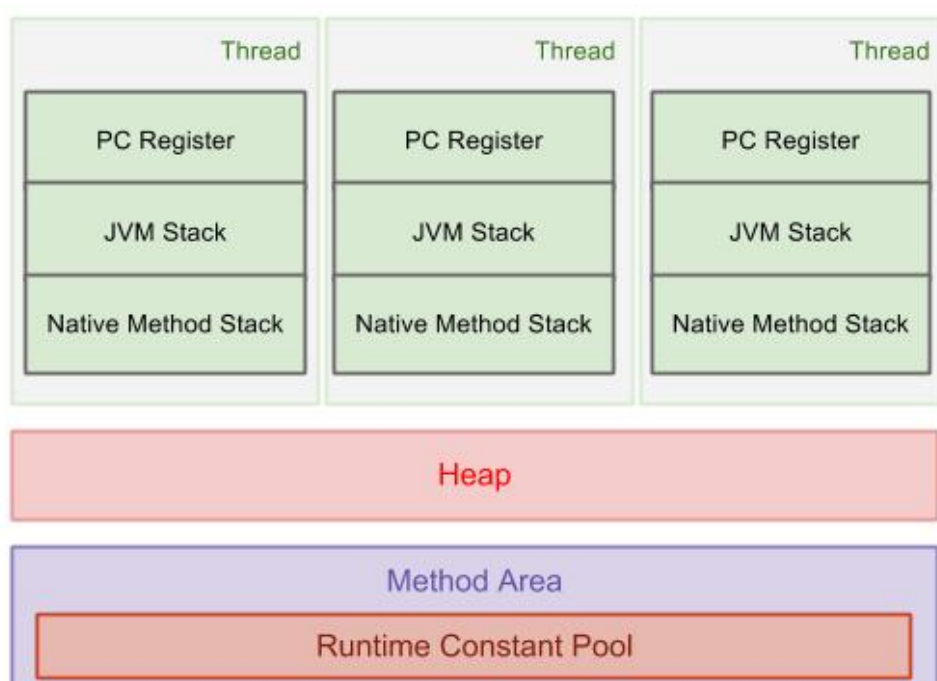 Thread
Thread
Thread
PC Register
PC Register
PC Register
JVM Stack
JVM Stack
JVM Stack
Native Method Stack
Native Method Stack
Native Method Stack
Heap
Method Area
Runtime Constant Pool